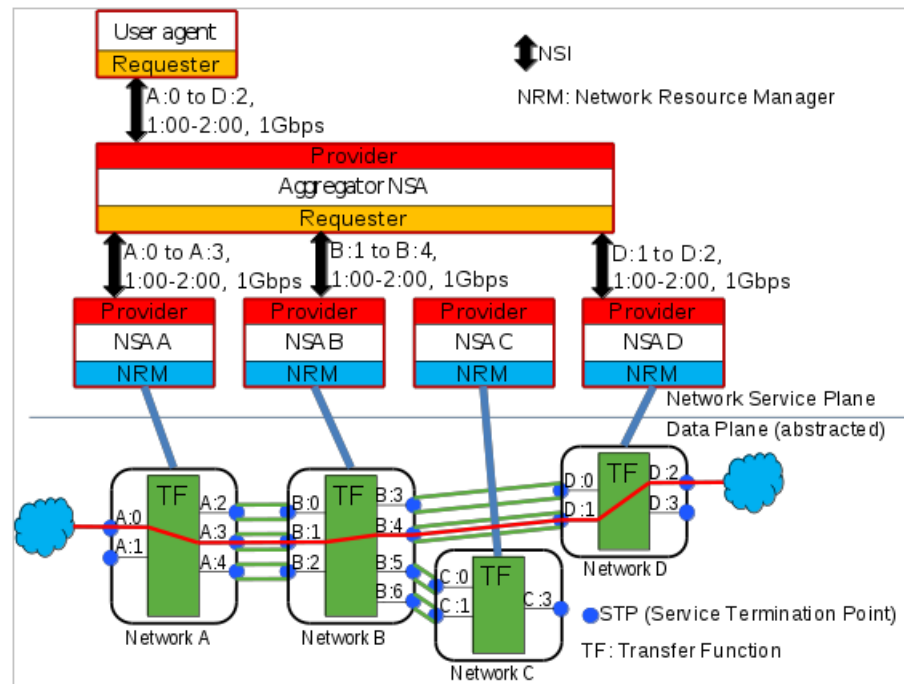 User agent
Requester
NSI
NRM: Network Resource Manager
A:0 to D:2,
1:00-2:00, 1Gbps
Provider
Aggregator NSA
Requester
A:0 to A:3,
1:00-2:00, 1Gbps
B:1 to B:4,
1:00-2:00, 1Gbps
D:1 to D:2,
1:00-2:00, 1Gbps
Provider
NSA A
NRM
Provider
NSA B
NRM
Provider
NSA C
NRM
Provider
NSA D
NRM
Network Service Plane
Data Plane (abstracted)
TF
A:0
A:1
A:2
A:3
A:4
Network A
TF
B:0
B:1
B:2
B:3
B:4
B:5
B:6
Network B
TF
C:0
C:1
C:3
Network C
TF
D:0
D:1
D:2
D:3
Network D
STP (Service Termination Point)
TF: Transfer Function